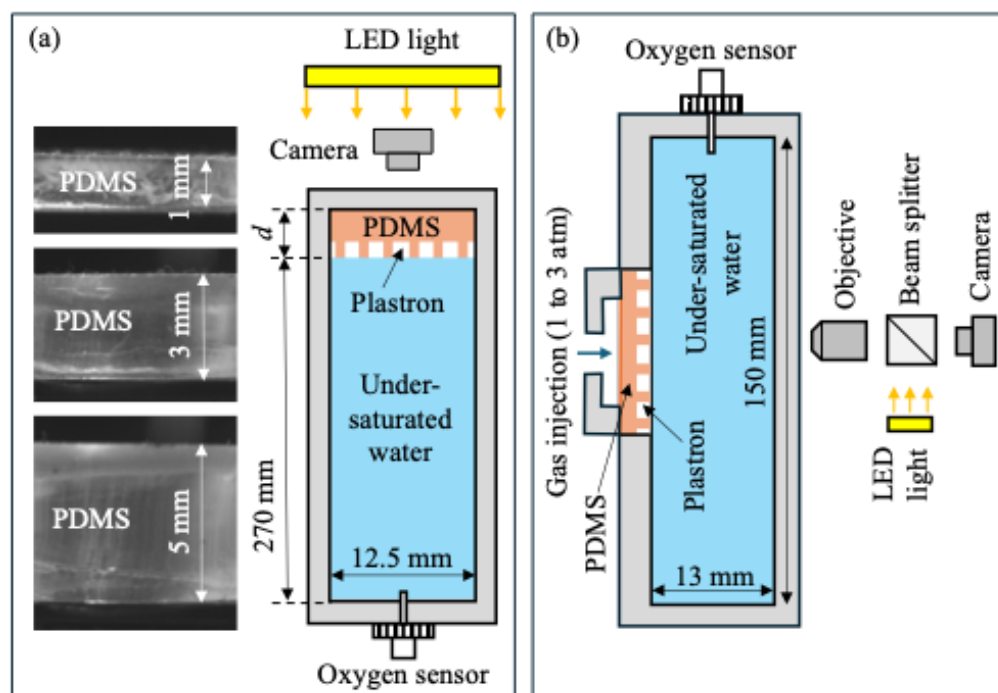 (a)
LED light
Camera
PDMS
1 mm
PDMS
3 mm
PDMS
5 mm
d
PDMS
Plastron
270 mm
Under-
saturated
water
12.5 mm
Oxygen sensor
(b)
Oxygen sensor
Gas injection (1 to 3 atm)
PDMS
Plastron
Under-saturated
water
150 mm
13 mm
Objective
Beam splitter
Camera
LED
light